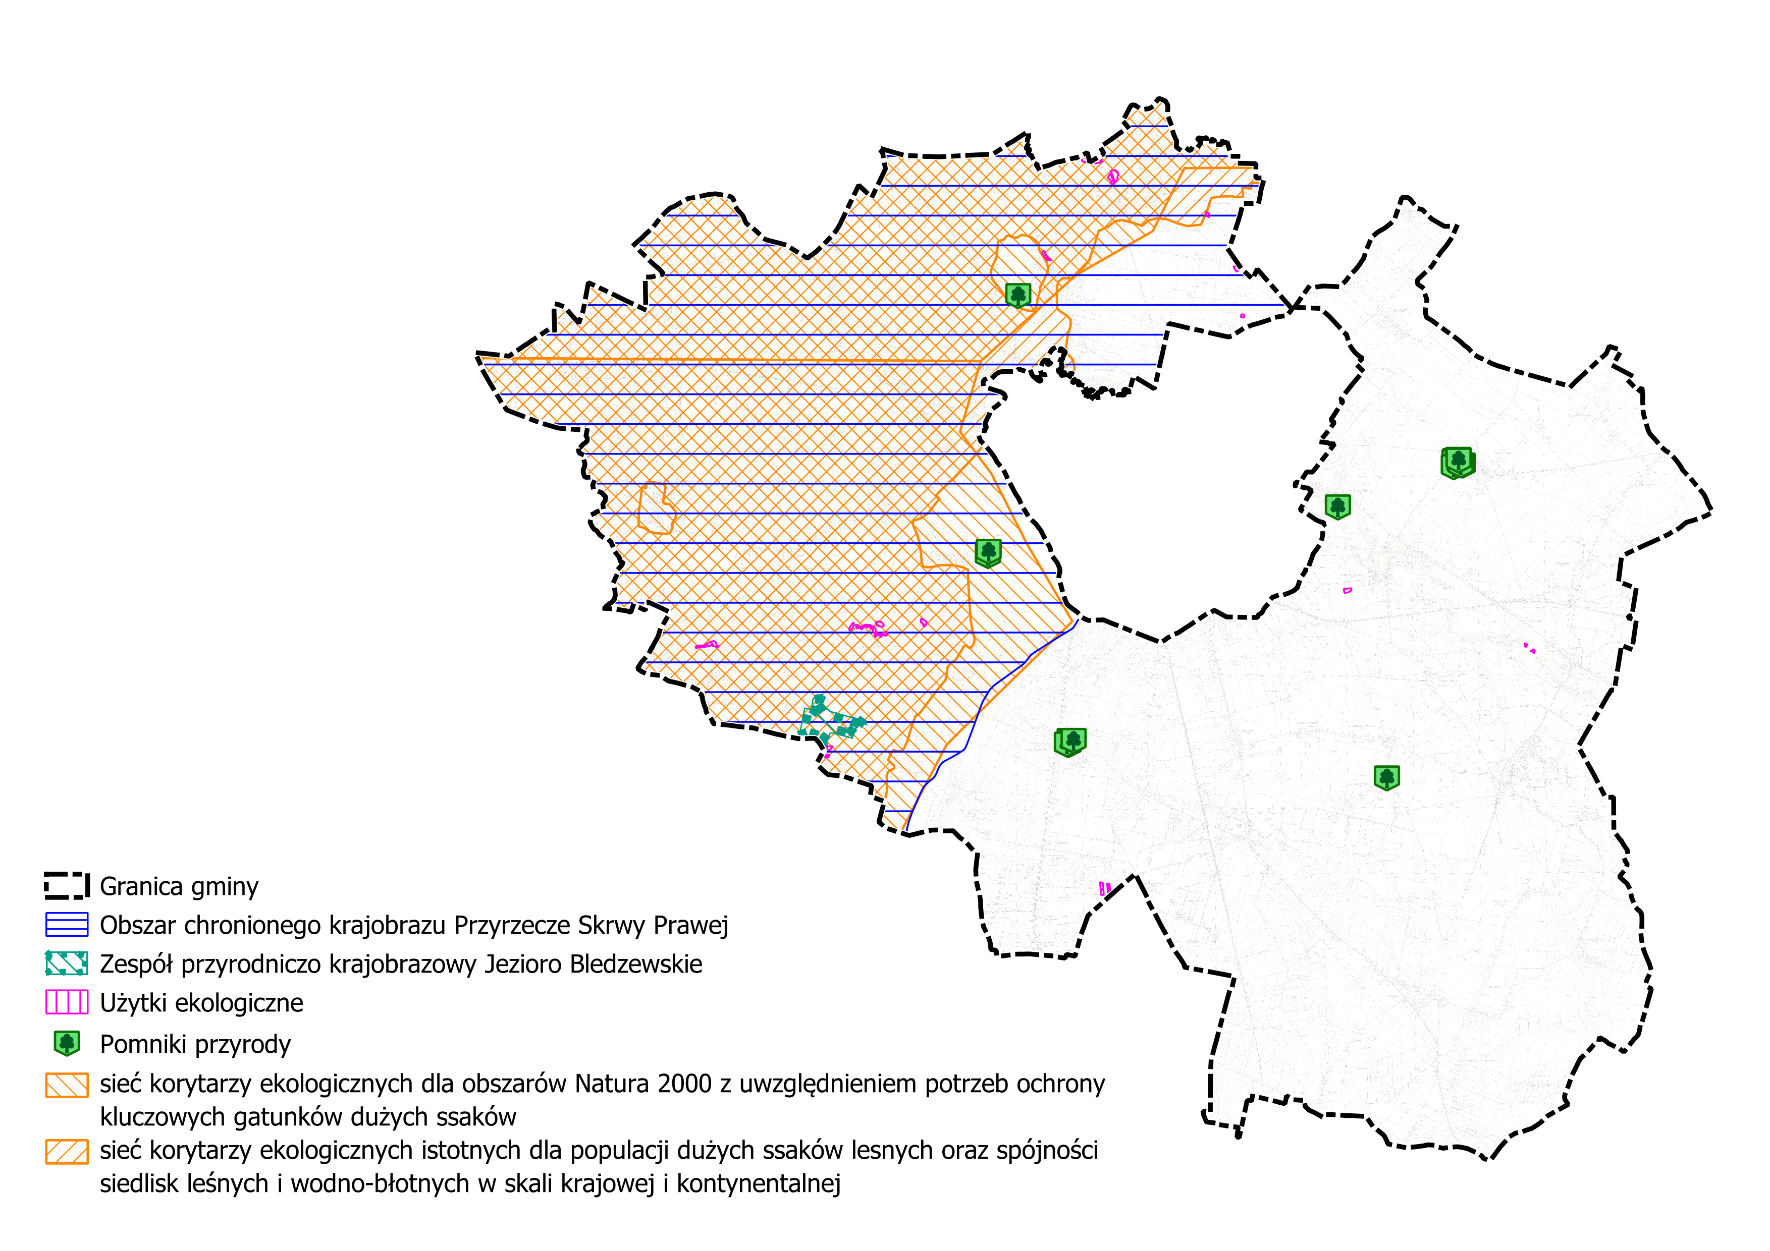 Granica gminy
Obszar chronionego krajobrazu Przyrzecze Skrwy Prawej
Zespół przyrodniczo krajobrazowy Jezioro Bledzewskie
Użytki ekologiczne
Pomniki przyrody
sieć korytarzy ekologicznych dla obszarów Natura 2000 z uwzględnieniem potrzeb ochrony
kluczowych gatunków dużych ssaków
sieć korytarzy ekologicznych istotnych dla populacji dużych ssaków lesnych oraz spójności
siedlisk leśnych i wodno-błotnych w skali krajowej i kontynentalnej